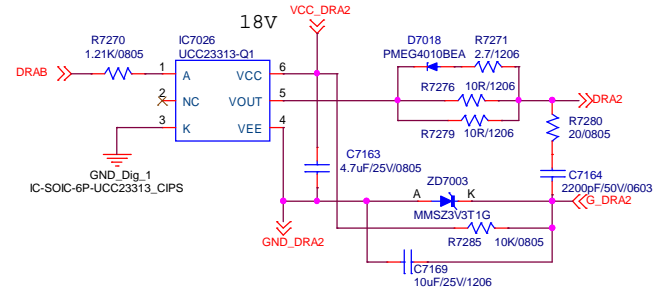 18V
VCC_DRA2
R7270
1.21K/0805
IC7026
UCC23313-Q1
D7018
PMEG4010BEA
R7271
2.7/1206
DRAB
1
A
VCC
6
2
NC
VOUT
5
R7276
10R/1206
DRA2
3
K
VEE
4
R7279
10R/1206
R7280
20/0805
GND_Dig_1
IC-SOIC-6P-UCC23313_CIPS
C7163
4.7uF/25V/0805
C7164
2200pF/50V/0603
A
ZD7003
K
G_DRA2
MMSZ3V3T1G
GND_DRA2
R7285
10K/0805
C7169
10uF/25V/1206